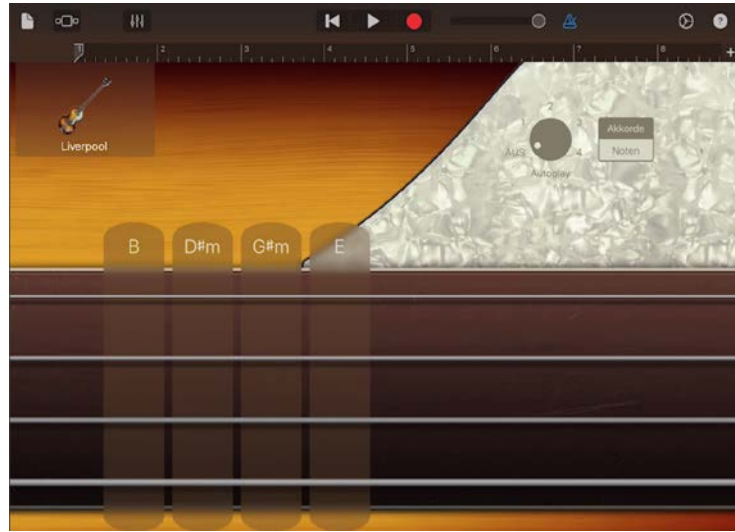 1 2 3 4 5 6 7 8 +
?
Liverpool
2
1 3
Akkorde
AUS 4 Noten
Autoplay
B D#m G#m E